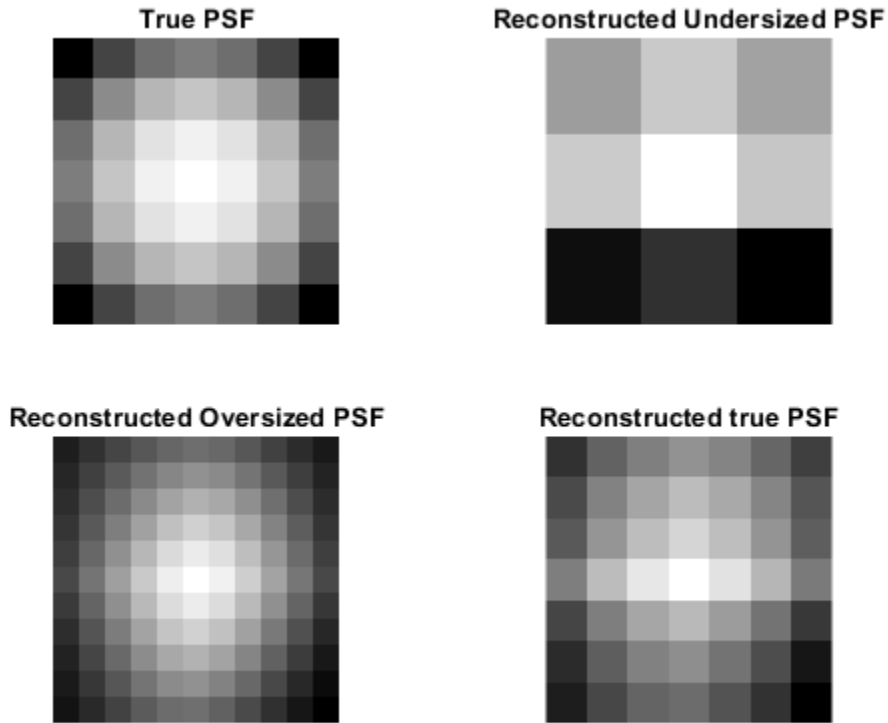 True PSF
Reconstructed Undersized PSF
Reconstructed Oversized PSF
Reconstructed true PSF